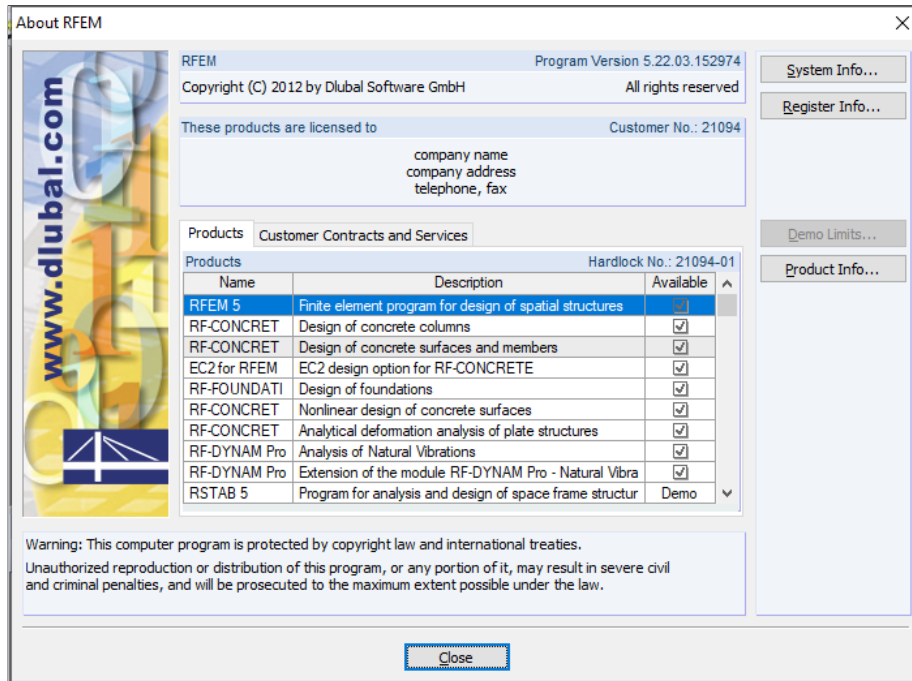 About RFEM
www.dlubal.com
RFEM Program Version 5.22.03.152974
Copyright (C) 2012 by Dlubal Software GmbH All rights reserved
These products are licensed to Customer No.: 21094
company name
company address
telephone, fax
Products Customer Contracts and Services
Products Hardlock No.: 21094-01
Name Description Available
RFEM 5 Finite element program for design of spatial structures
RF-CONCRET Design of concrete columns
RF-CONCRET Design of concrete surfaces and members
EC2 for RFEM EC2 design option for RF-CONCRETE
RF-FOUNDATI Design of foundations
RF-CONCRET Nonlinear design of concrete surfaces
RF-CONCRET Analytical deformation analysis of plate structures
RF-DYNAM Pro Analysis of Natural Vibrations
RF-DYNAM Pro Extension of the module RF-DYNAM Pro - Natural Vibra
RSTAB 5 Program for analysis and design of space frame structur Demo
System Info...
Register Info...
Demo Limits...
Product Info...
Warning: This computer program is protected by copyright law and international treaties.
Unauthorized reproduction or distribution of this program, or any portion of it, may result in severe civil
and criminal penalties, and will be prosecuted to the maximum extent possible under the law.
Close